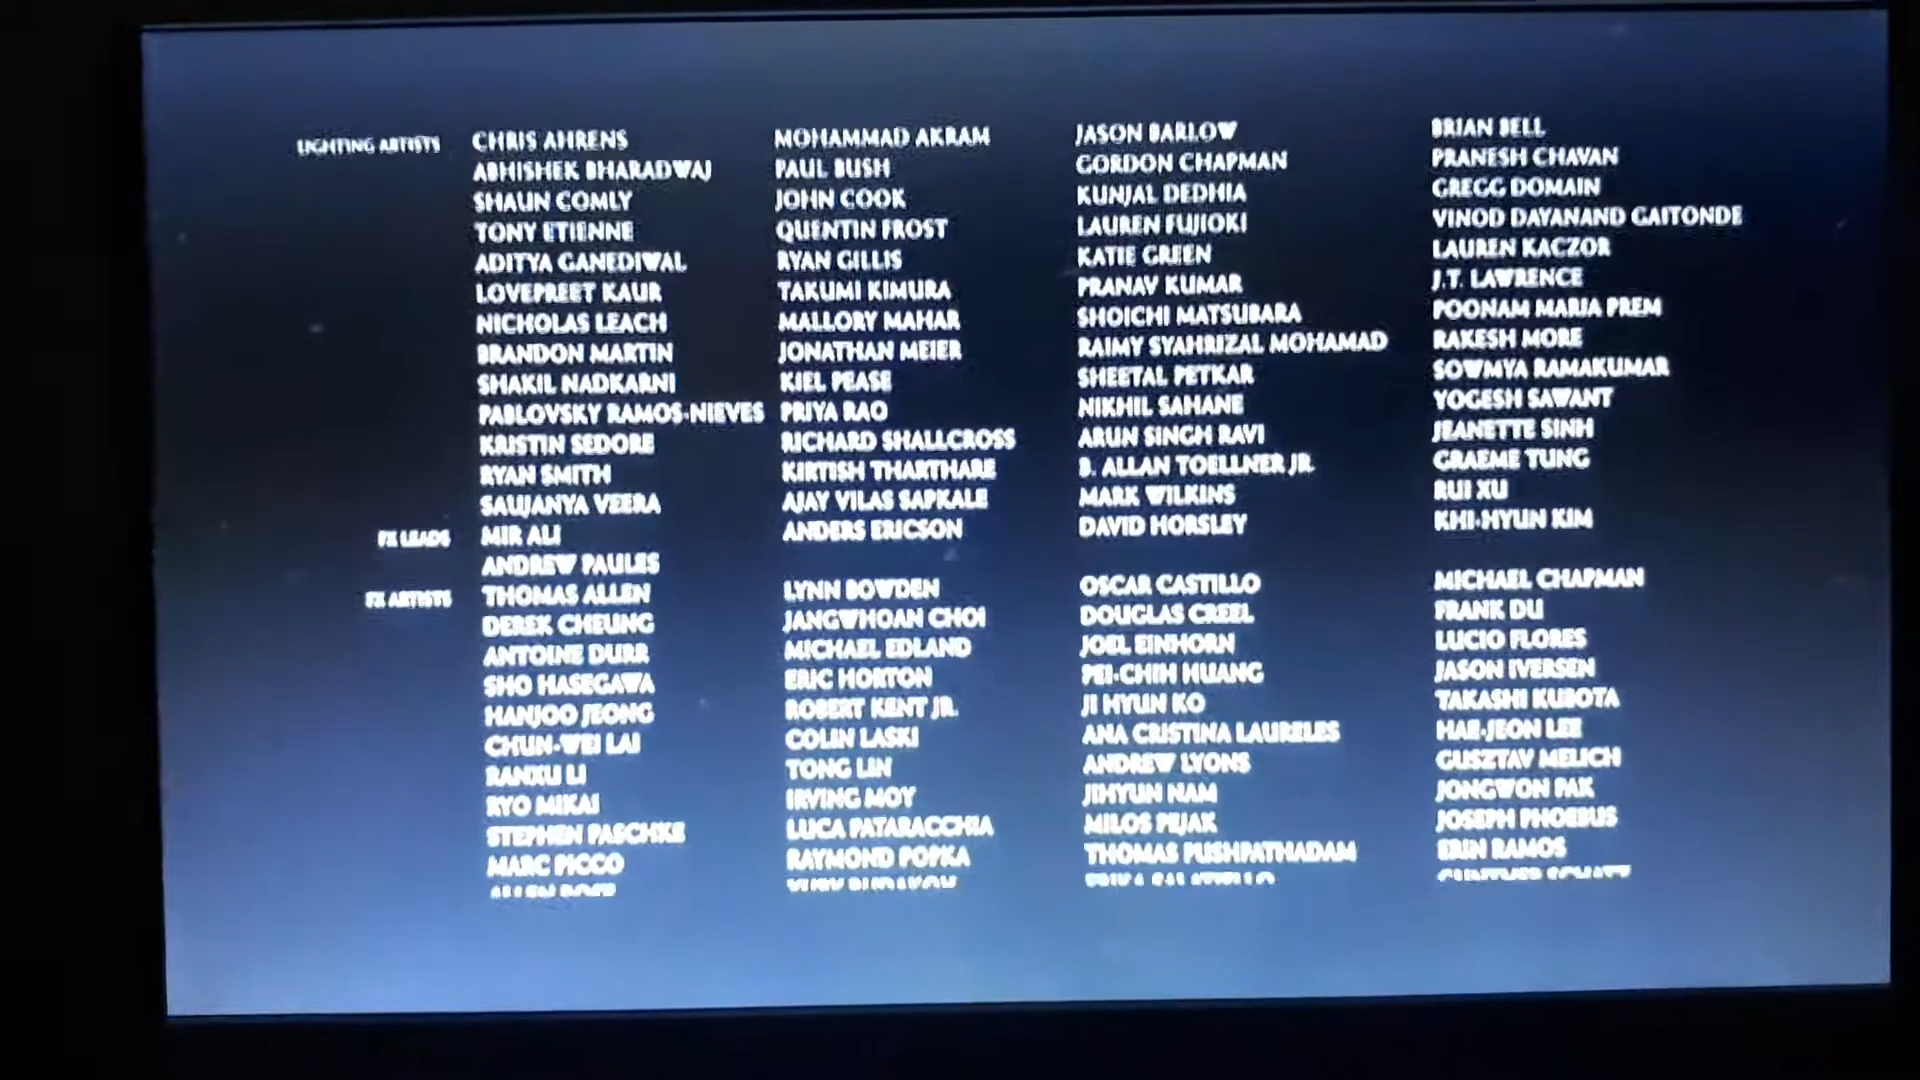 LIGHTING ARTISTS CHRIS AHRENS MOHAMMAD AKRAM JASON BARLOW BRIAN BELL
ABHISHEK BHARADWAJ PAUL BUSH GORDON CHAPMAN PRANESH CHAVAN
SHAUN COMLY JOHN COOK KUNJAL DEDHIA GREGG DOMAIN
TONY ETIENNE QUENTIN FROST LAUREN FUJIOKI VINOD DAYANAND GAITONDE
ADITYA GANEDIWAL RYAN GILLIS KATIE GREEN LAUREN KACZOR
LOVEPREET KAUR TAKUMI KIMURA PRANAV KUMAR J.T. LAWRENCE
NICHOLAS LEACH MALLORY MAHAR SHOICHI MATSUBARA POONAM MARIA PREM
BRANDON MARTIN JONATHAN MEIER RAIMY SYAHRIZAL MOHAMAD RAKESH MORE
SHAKIL NADKARNI KIEL PEASE SHEETAL PETKAR SOWMYA RAMAKUMAR
PABLOVSKY RAMOS-NIEVES PRIYA RAO NIKHIL SAHANE YOGESH SAWANT
KRISTIN SEDORE RICHARD SHALLCROSS ARUN SINGH RAVI JEANETTE SINH
RYAN SMITH KIRTISH THARTHARE B. ALLAN TOELLNER JR. GRAEME TUNG
SAUJANYA VEERA AJAY VILAS SAPKALE MARK WILKINS RUI XU
FX LEADS MIR ALI ANDERS ERICSON DAVID HORSLEY KHI-HYUN KIM
ANDREW PAULES
FX ARTISTS THOMAS ALLEN LYNN BOWDEN OSCAR CASTILLO MICHAEL CHAPMAN
DEREK CHEUNG JANGWHOAN CHOI DOUGLAS CREEL FRANK DU
ANTOINE DURR MICHAEL EDLAND JOEL EINHORN LUCIO FLORES
SHO HASEGAWA ERIC HORTON PEI-CHIH HUANG JASON IVERSEN
HANJOO JEONG ROBERT KENT JR. JI HYUN KO TAKASHI KUBOTA
CHUN-WEI LAI COLIN LASKI ANA CRISTINA LAURELES HAE-JEON LEE
RANXU LI TONG LIN ANDREW LYONS GUSZTAV MELICH
RYO MIKAI IRVING MOY JIHYUN NAM JONGWON PAK
STEPHEN PASCHKE LUCA PATARACCHIA MILOS PEJAK JOSEPH PHOEBUS
MARC PICCO RAYMOND POPKA THOMAS PUSHPATHADAM ERIN RAMOS